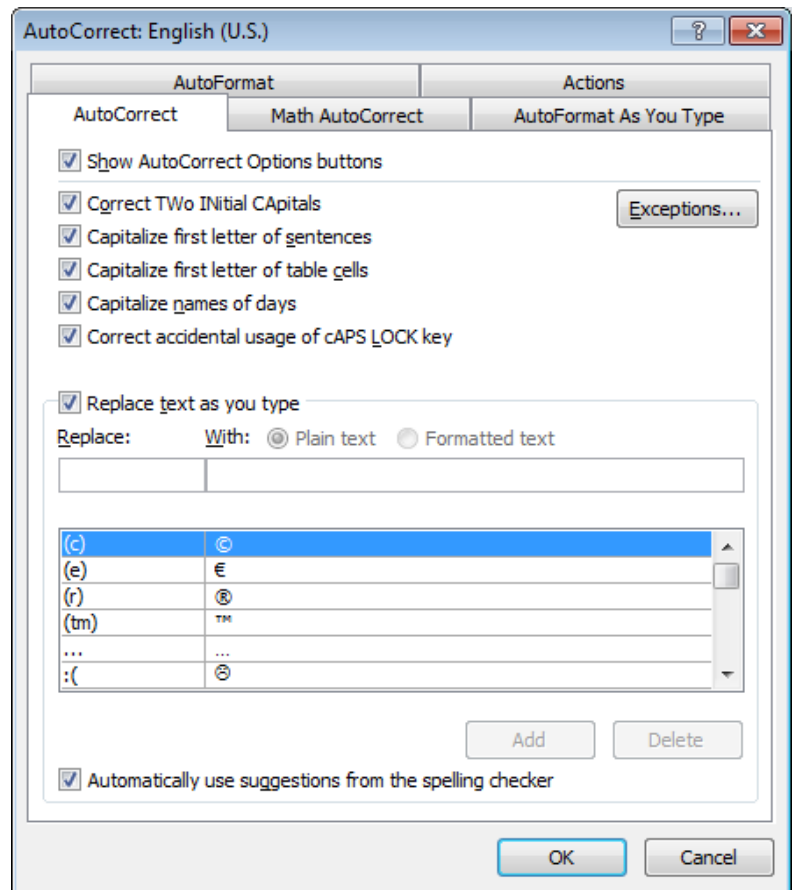 AutoCorrect: English (U.S.)
AutoFormat Actions
AutoCorrect Math AutoCorrect AutoFormat As You Type
Show AutoCorrect Options buttons
Correct TWo INitial CApitals Exceptions...
Capitalize first letter of sentences
Capitalize first letter of table cells
Capitalize names of days
Correct accidental usage of cAPS LOCK key
Replace text as you type
Replace: With: Plain text Formatted text
(c) ©
(e) €
(r) ®
(tm) ™
... …
:( ☹
Add Delete
Automatically use suggestions from the spelling checker
OK Cancel